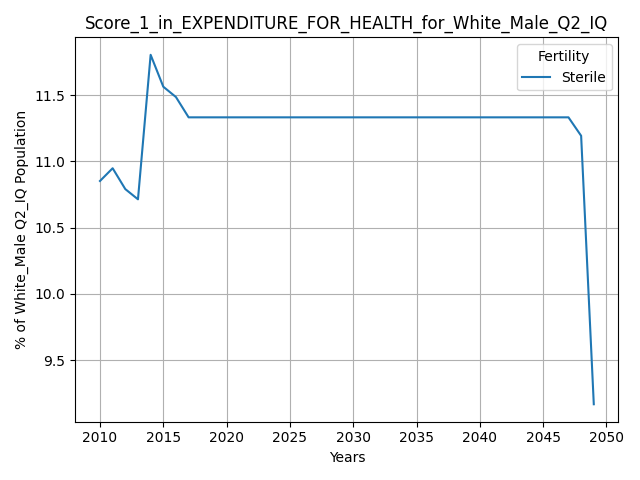 Score_1_in_EXPENDITURE_FOR_HEALTH_for_White_Male_Q2_IQ
Fertility
Sterile
% of White_Male Q2_IQ Population
11.5
11.0
10.5
10.0
9.5
2010 2015 2020 2025 2030 2035 2040 2045 2050
Years